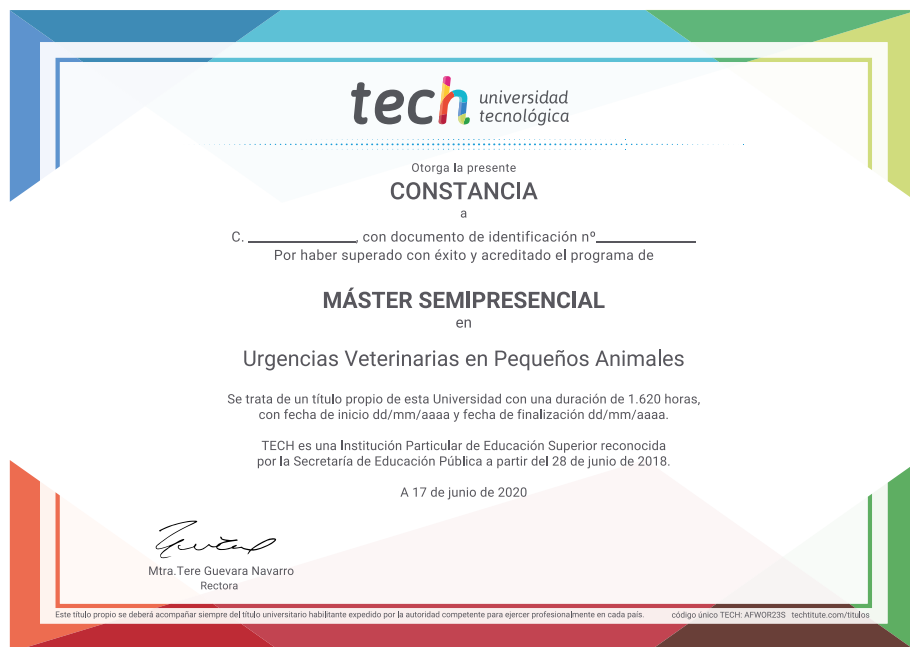 tech universidad
tecnológica
Otorga la presente
CONSTANCIA
a
C. ____________, con documento de identificación nº___________
Por haber superado con éxito y acreditado el programa de
MÁSTER SEMIPRESENCIAL
en
Urgencias Veterinarias en Pequeños Animales
Se trata de un título propio de esta Universidad con una duración de 1.620 horas,
con fecha de inicio dd/mm/aaaa y fecha de finalización dd/mm/aaaa.
TECH es una Institución Particular de Educación Superior reconocida
por la Secretaría de Educación Pública a partir del 28 de junio de 2018.
A 17 de junio de 2020
Mtra.Tere Guevara Navarro
Rectora
Este título propio se deberá acompañar siempre del título universitario habilitante expedido por la autoridad competente para ejercer profesionalmente en cada país. código único TECH: AFWOR23S techtitute.com/titulos